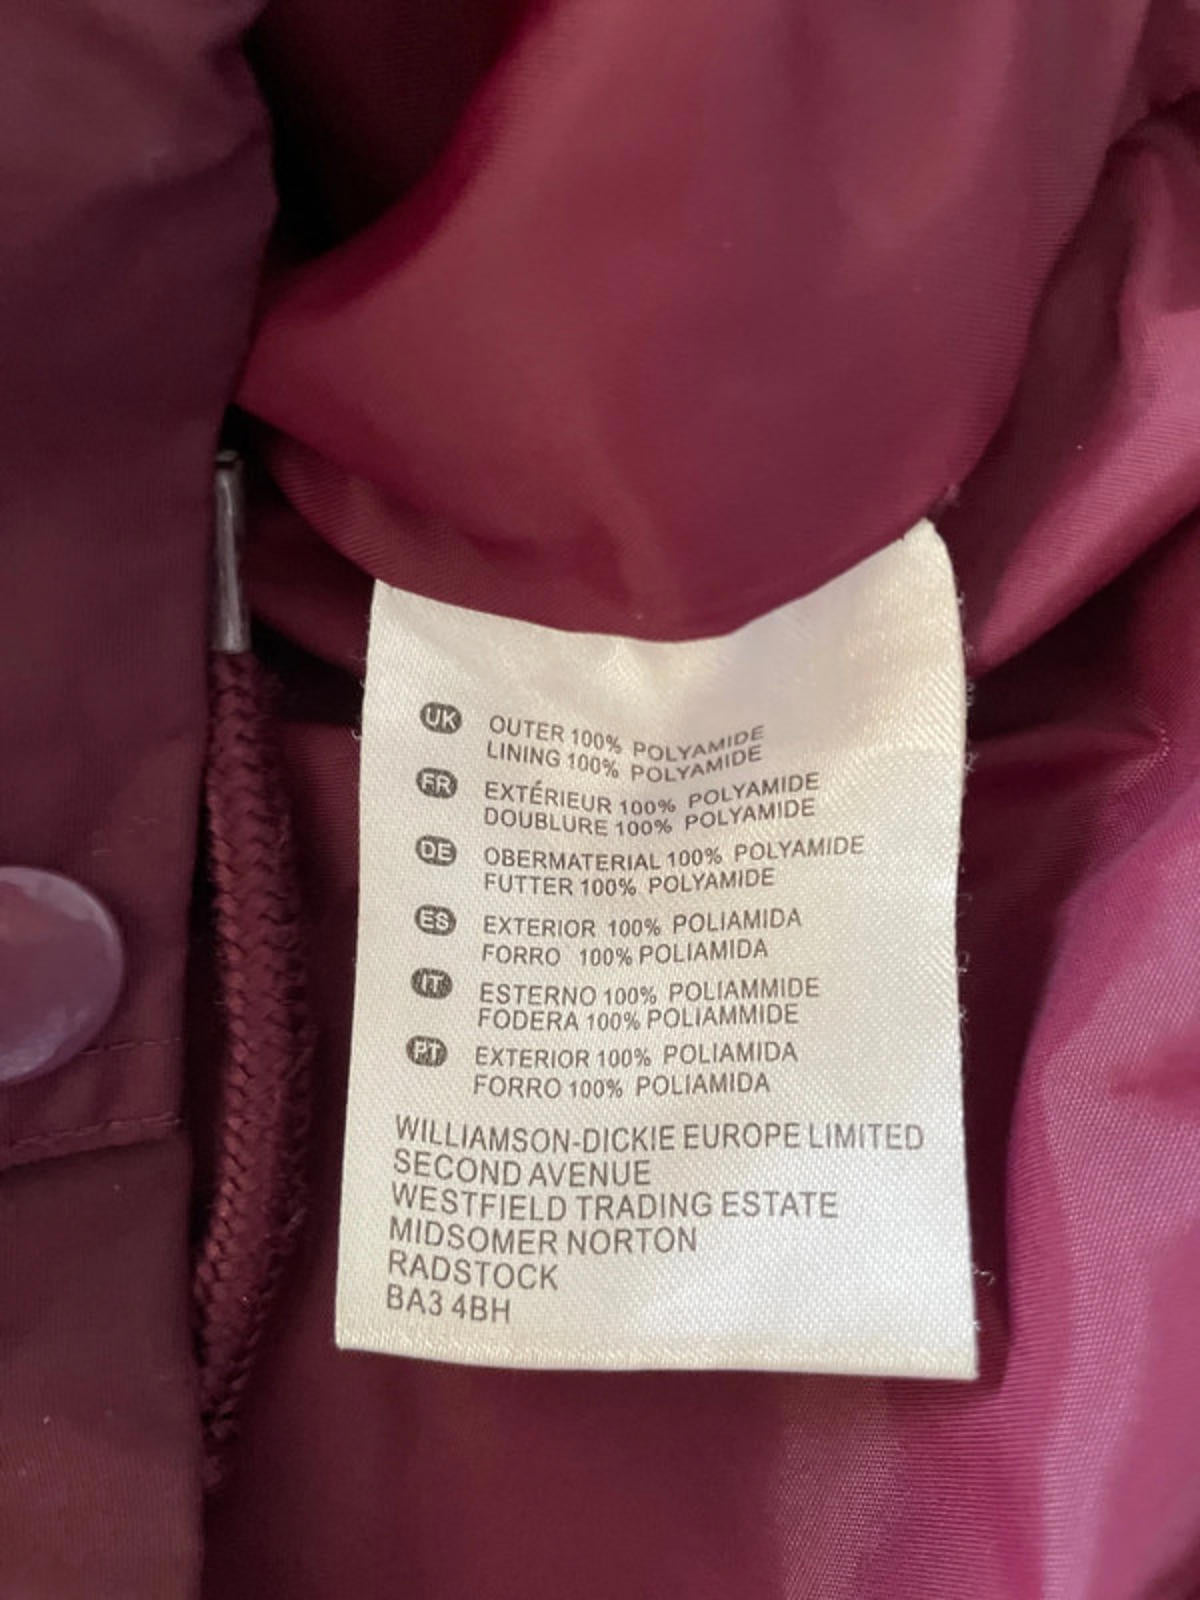 UK OUTER 100% POLYAMIDE
LINING 100% POLYAMIDE
FR EXTÉRIEUR 100% POLYAMIDE
DOUBLURE 100% POLYAMIDE
DE OBERMATERIAL 100% POLYAMIDE
FUTTER 100% POLYAMIDE
ES EXTERIOR 100% POLIAMIDA
FORRO 100% POLIAMIDA
IT ESTERNO 100% POLIAMMIDE
FODERA 100% POLIAMMIDE
PT EXTERIOR 100% POLIAMIDA
FORRO 100% POLIAMIDA
WILLIAMSON-DICKIE EUROPE LIMITED
SECOND AVENUE
WESTFIELD TRADING ESTATE
MIDSOMER NORTON
RADSTOCK
BA3 4BH